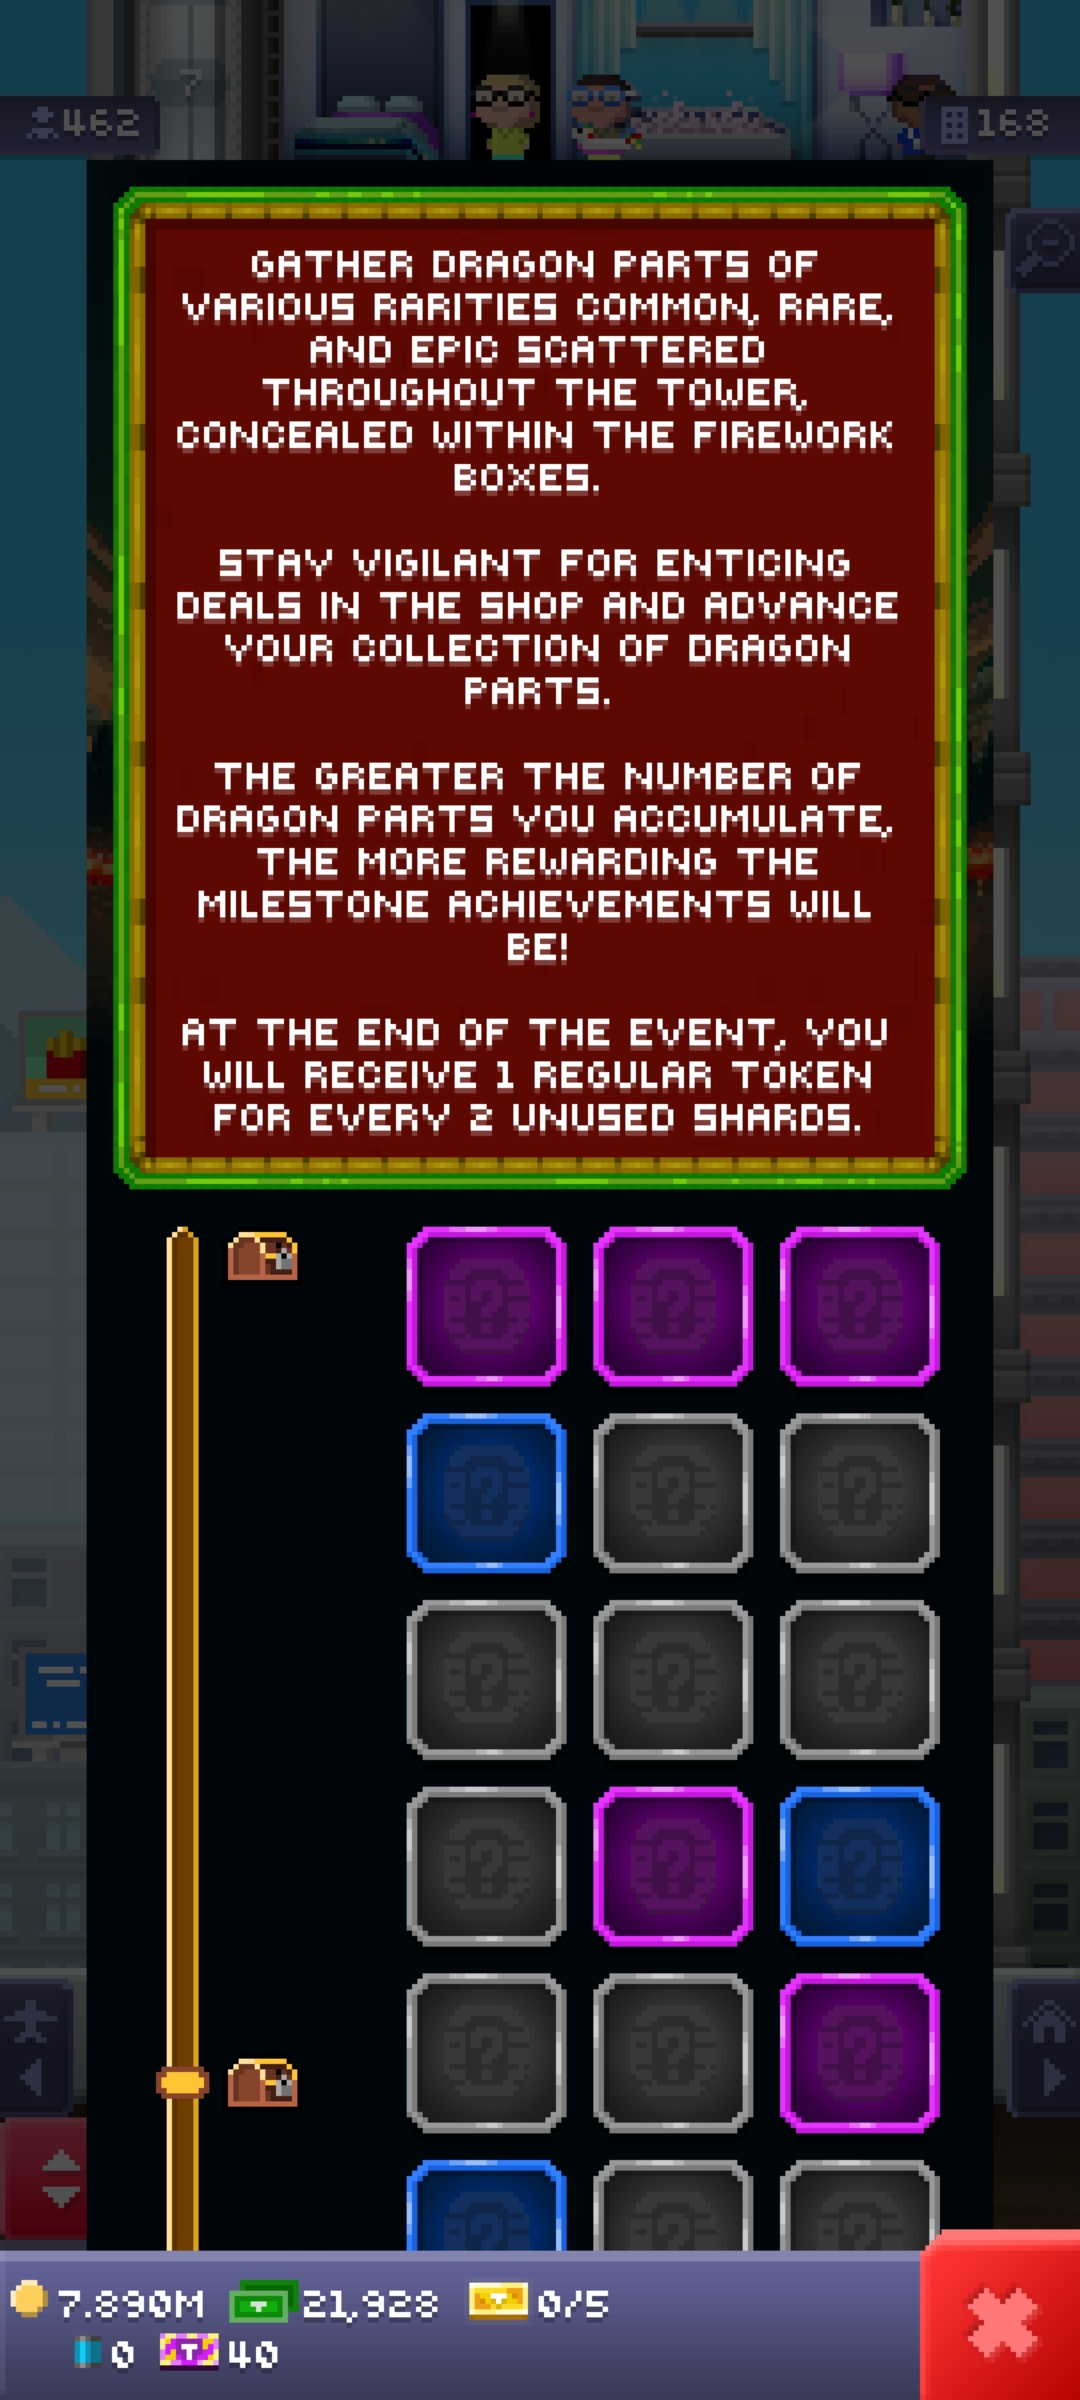 462
168
GATHER DRAGON PARTS OF
VARIOUS RARITIES COMMON, RARE,
AND EPIC SCATTERED
THROUGHOUT THE TOWER,
CONCEALED WITHIN THE FIREWORK
BOXES.
STAY VIGILANT FOR ENTICING
DEALS IN THE SHOP AND ADVANCE
YOUR COLLECTION OF DRAGON
PARTS.
THE GREATER THE NUMBER OF
DRAGON PARTS YOU ACCUMULATE,
THE MORE REWARDING THE
MILESTONE ACHIEVEMENTS WILL
BE!
AT THE END OF THE EVENT, YOU
WILL RECEIVE 1 REGULAR TOKEN
FOR EVERY 2 UNUSED SHARDS.
? ? ?
? ? ?
? ? ?
? ? ?
? ? ?
? ? ?
7.890M 21,928 0/5
0 T 40